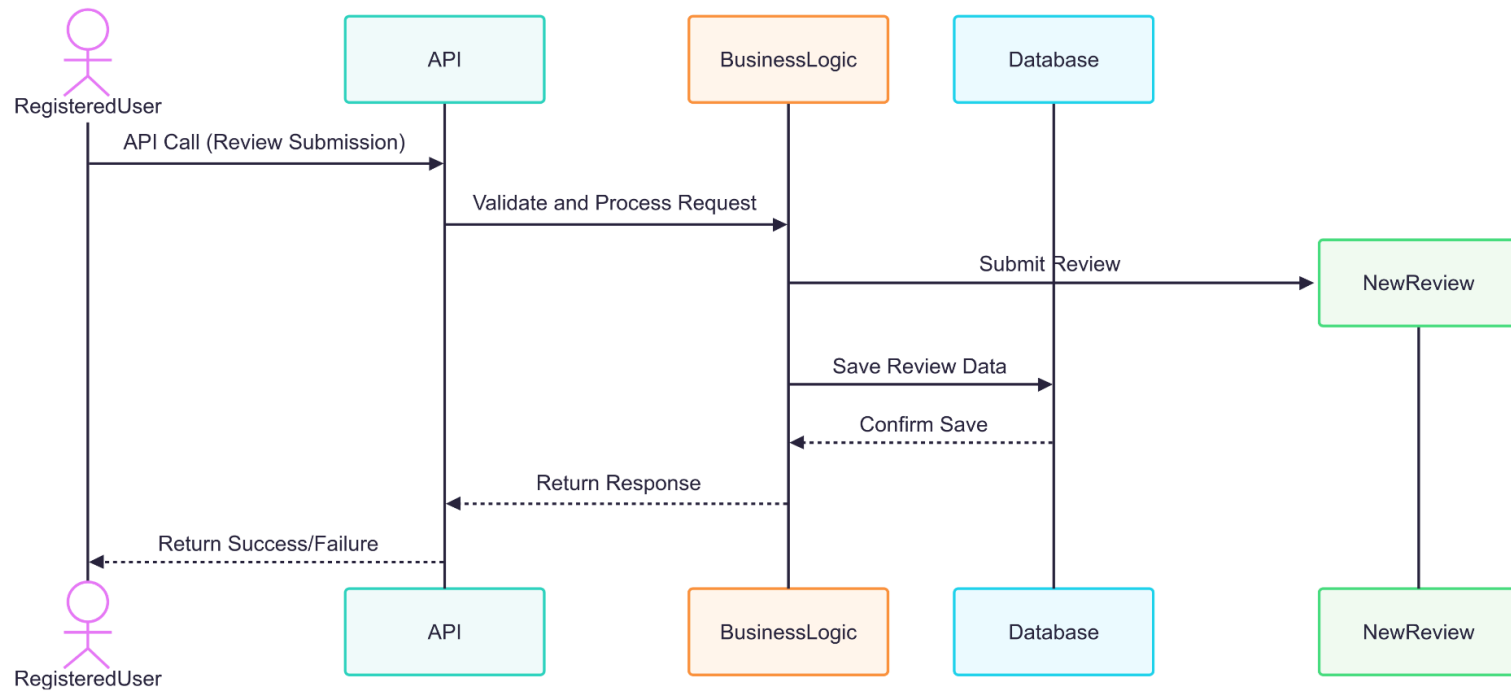 API
BusinessLogic
Database
RegisteredUser
API Call (Review Submission)
Validate and Process Request
Submit Review
NewReview
Save Review Data
Confirm Save
Return Response
Return Success/Failure
API
BusinessLogic
Database
NewReview
RegisteredUser